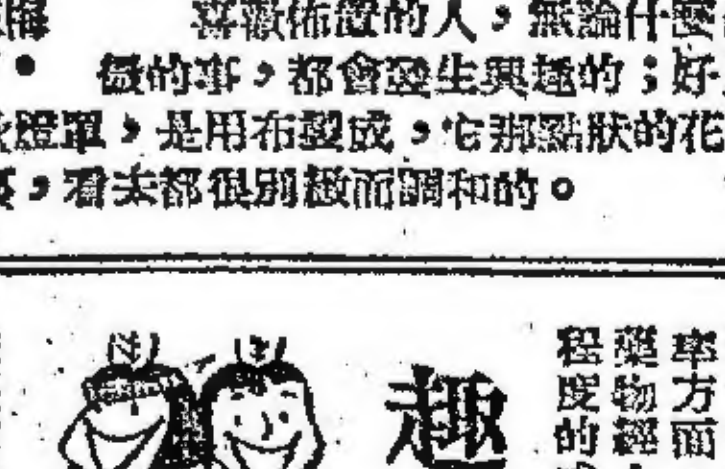 喜歡佈置的人，無論什麼
微的事，都會發生興趣的；好
燈罩，是用布製成，它那點狀的花
，看去都很別緻而調和的。
率方而
藥物經
程度的
趣